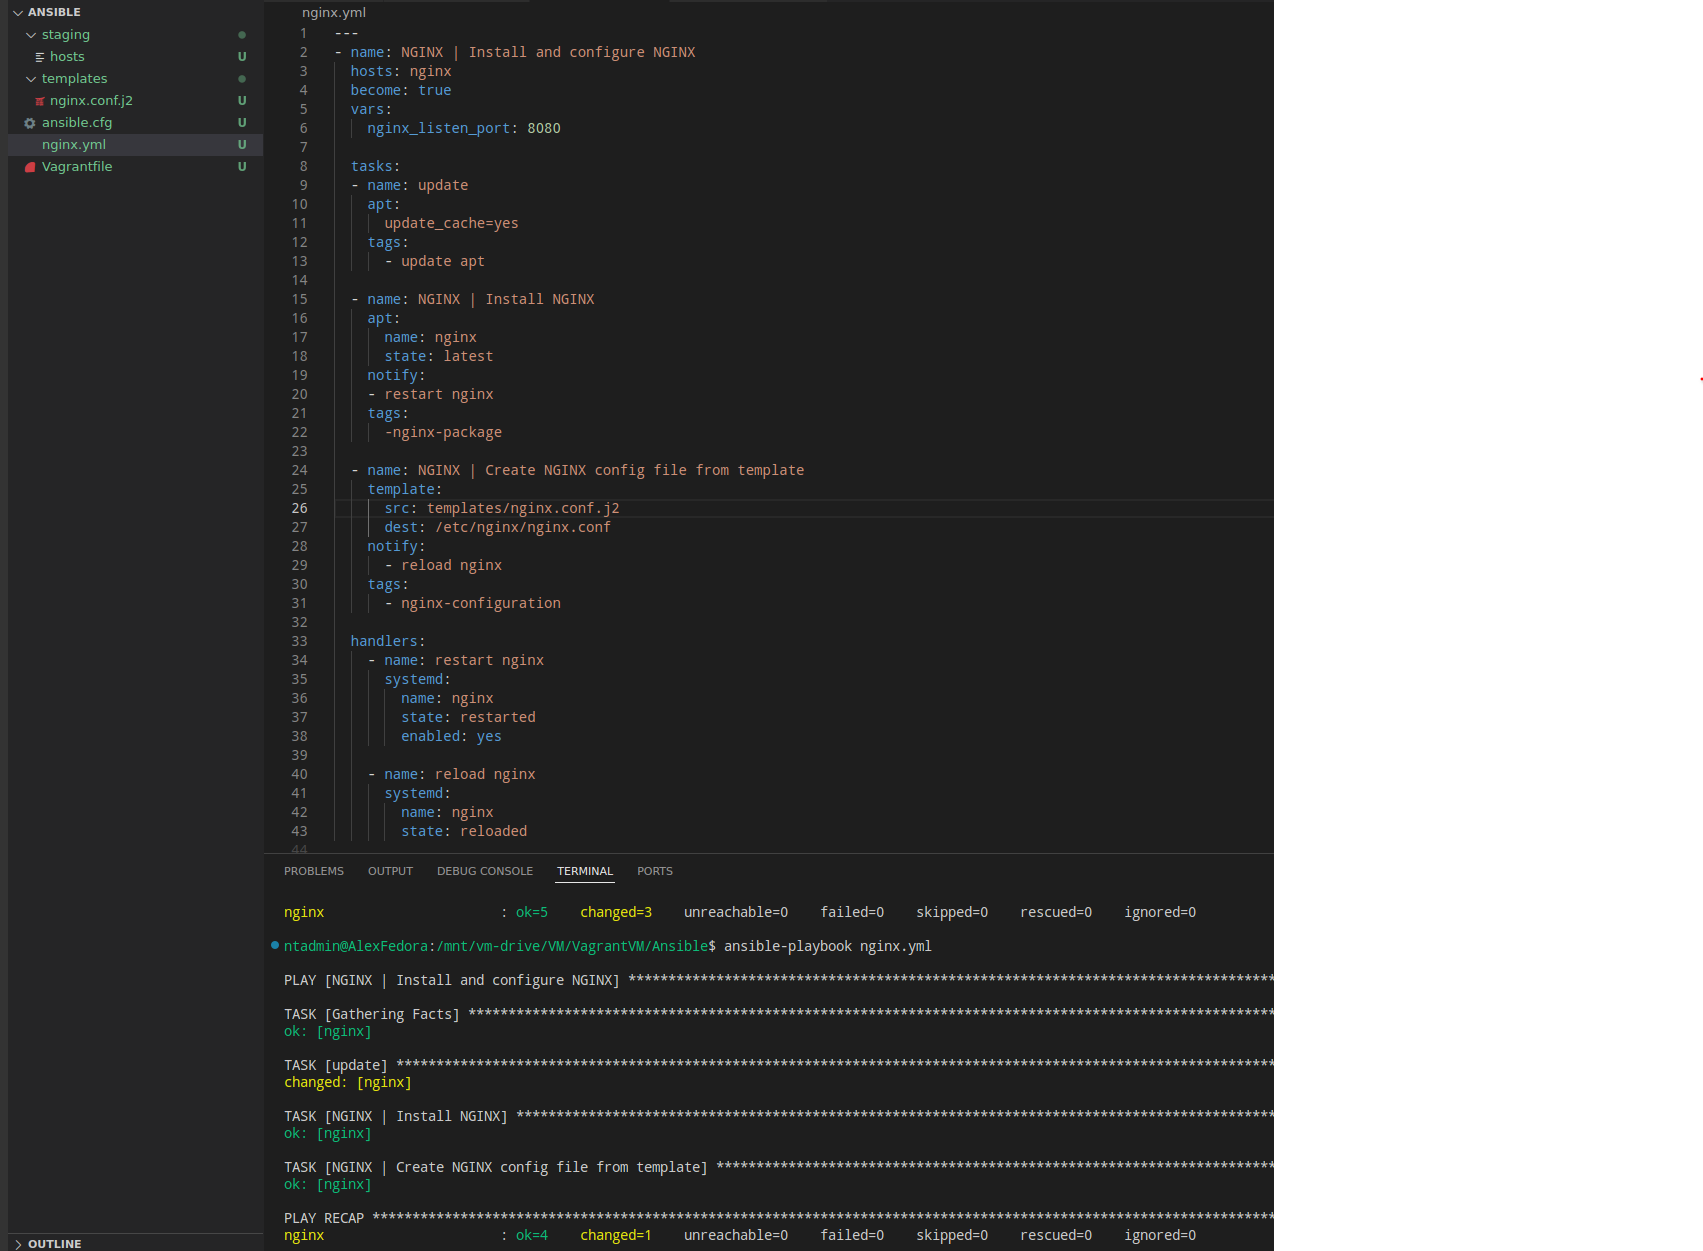 ANSIBLE
staging
hosts U
templates
nginx.conf.j2 U
ansible.cfg U
nginx.yml U
Vagrantfile U
OUTLINE
nginx.yml
1 ---
2 - name: NGINX | Install and configure NGINX
3 hosts: nginx
4 become: true
5 vars:
6 nginx_listen_port: 8080
7
8 tasks:
9 - name: update
10 apt:
11 update_cache=yes
12 tags:
13 - update apt
14
15 - name: NGINX | Install NGINX
16 apt:
17 name: nginx
18 state: latest
19 notify:
20 - restart nginx
21 tags:
22 -nginx-package
23
24 - name: NGINX | Create NGINX config file from template
25 template:
26 src: templates/nginx.conf.j2
27 dest: /etc/nginx/nginx.conf
28 notify:
29 - reload nginx
30 tags:
31 - nginx-configuration
32
33 handlers:
34 - name: restart nginx
35 systemd:
36 name: nginx
37 state: restarted
38 enabled: yes
39
40 - name: reload nginx
41 systemd:
42 name: nginx
43 state: reloaded
44
PROBLEMS OUTPUT DEBUG CONSOLE TERMINAL PORTS
nginx : ok=5 changed=3 unreachable=0 failed=0 skipped=0 rescued=0 ignored=0
ntadmin@AlexFedora:/mnt/vm-drive/VM/VagrantVM/Ansible$ ansible-playbook nginx.yml
PLAY [NGINX | Install and configure NGINX] *********************************************************************************
TASK [Gathering Facts] *****************************************************************************************************
ok: [nginx]
TASK [update] **************************************************************************************************************
changed: [nginx]
TASK [NGINX | Install NGINX] ***********************************************************************************************
ok: [nginx]
TASK [NGINX | Create NGINX config file from template] **********************************************************************
ok: [nginx]
PLAY RECAP *****************************************************************************************************************
nginx : ok=4 changed=1 unreachable=0 failed=0 skipped=0 rescued=0 ignored=0